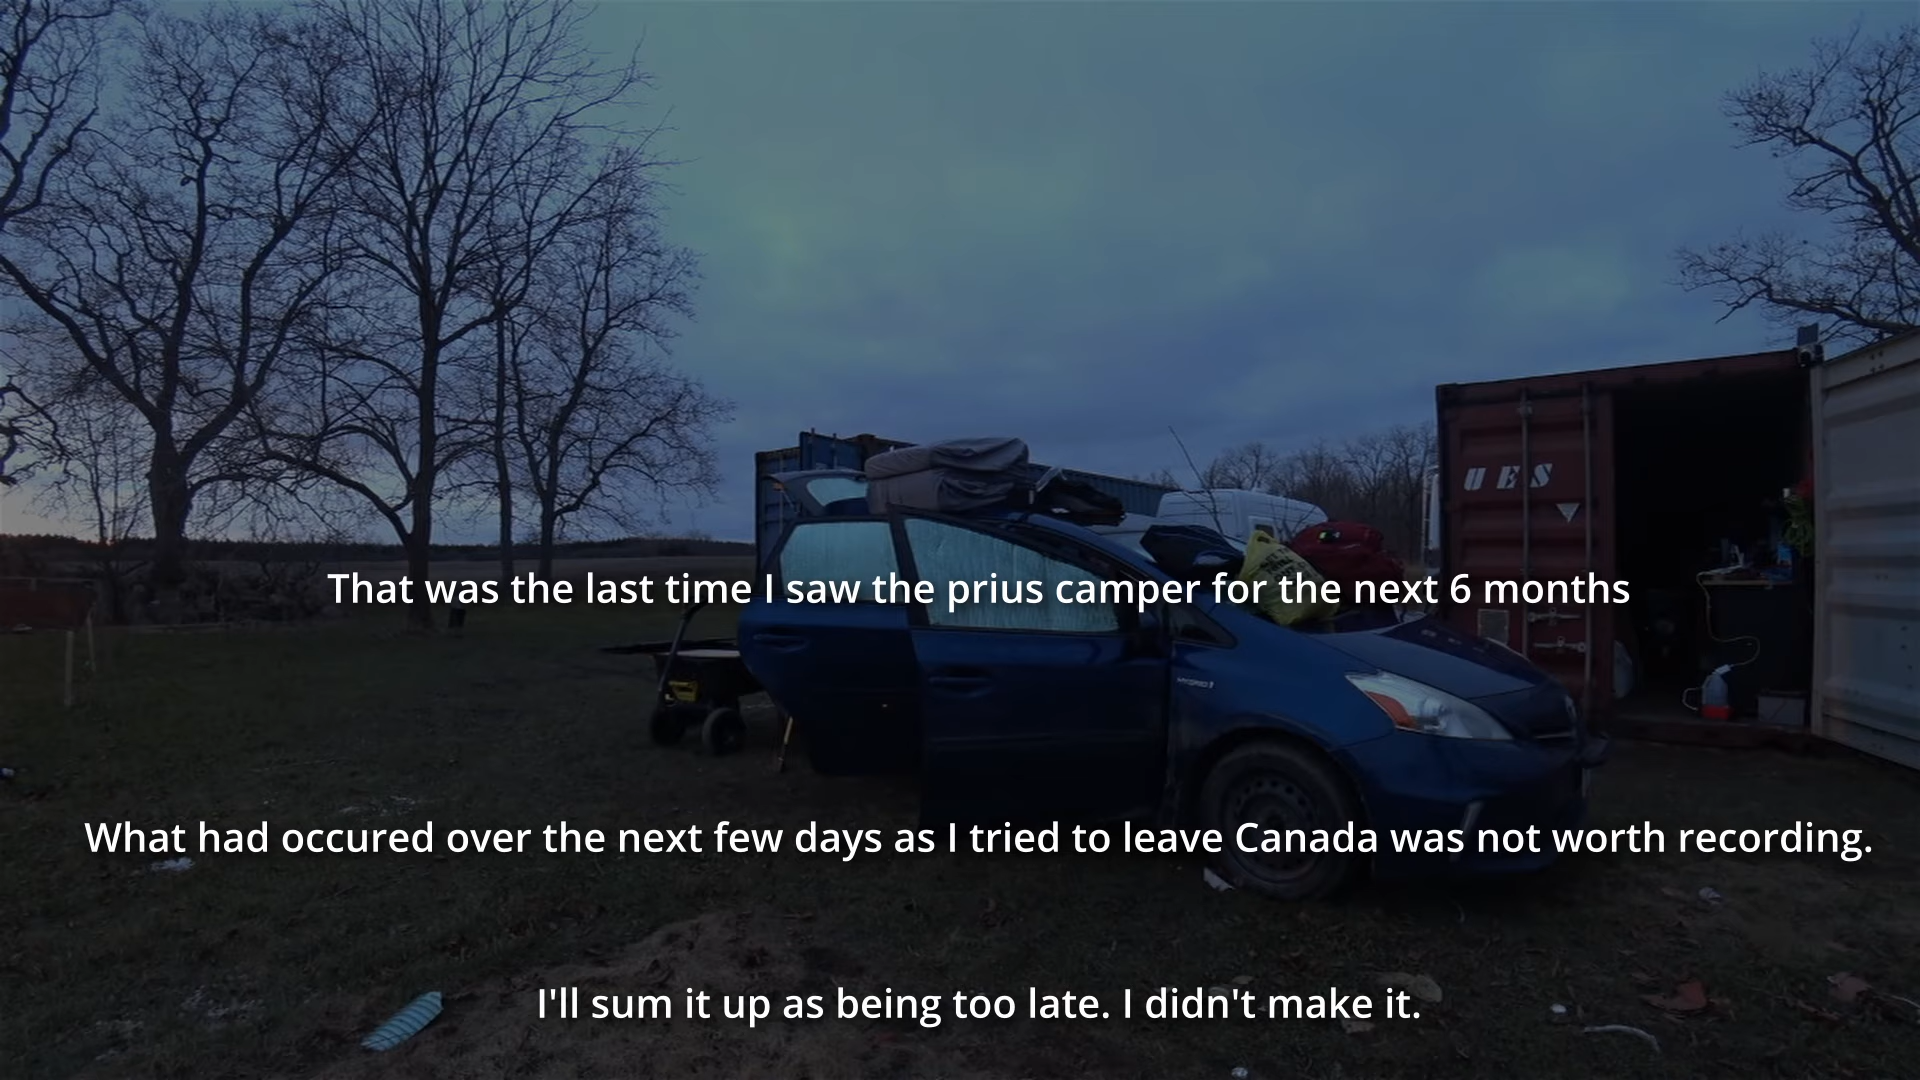 UES
That was the last time I saw the prius camper for the next 6 months
HYBRID
What had occured over the next few days as I tried to leave Canada was not worth recording.
I'll sum it up as being too late. I didn't make it.